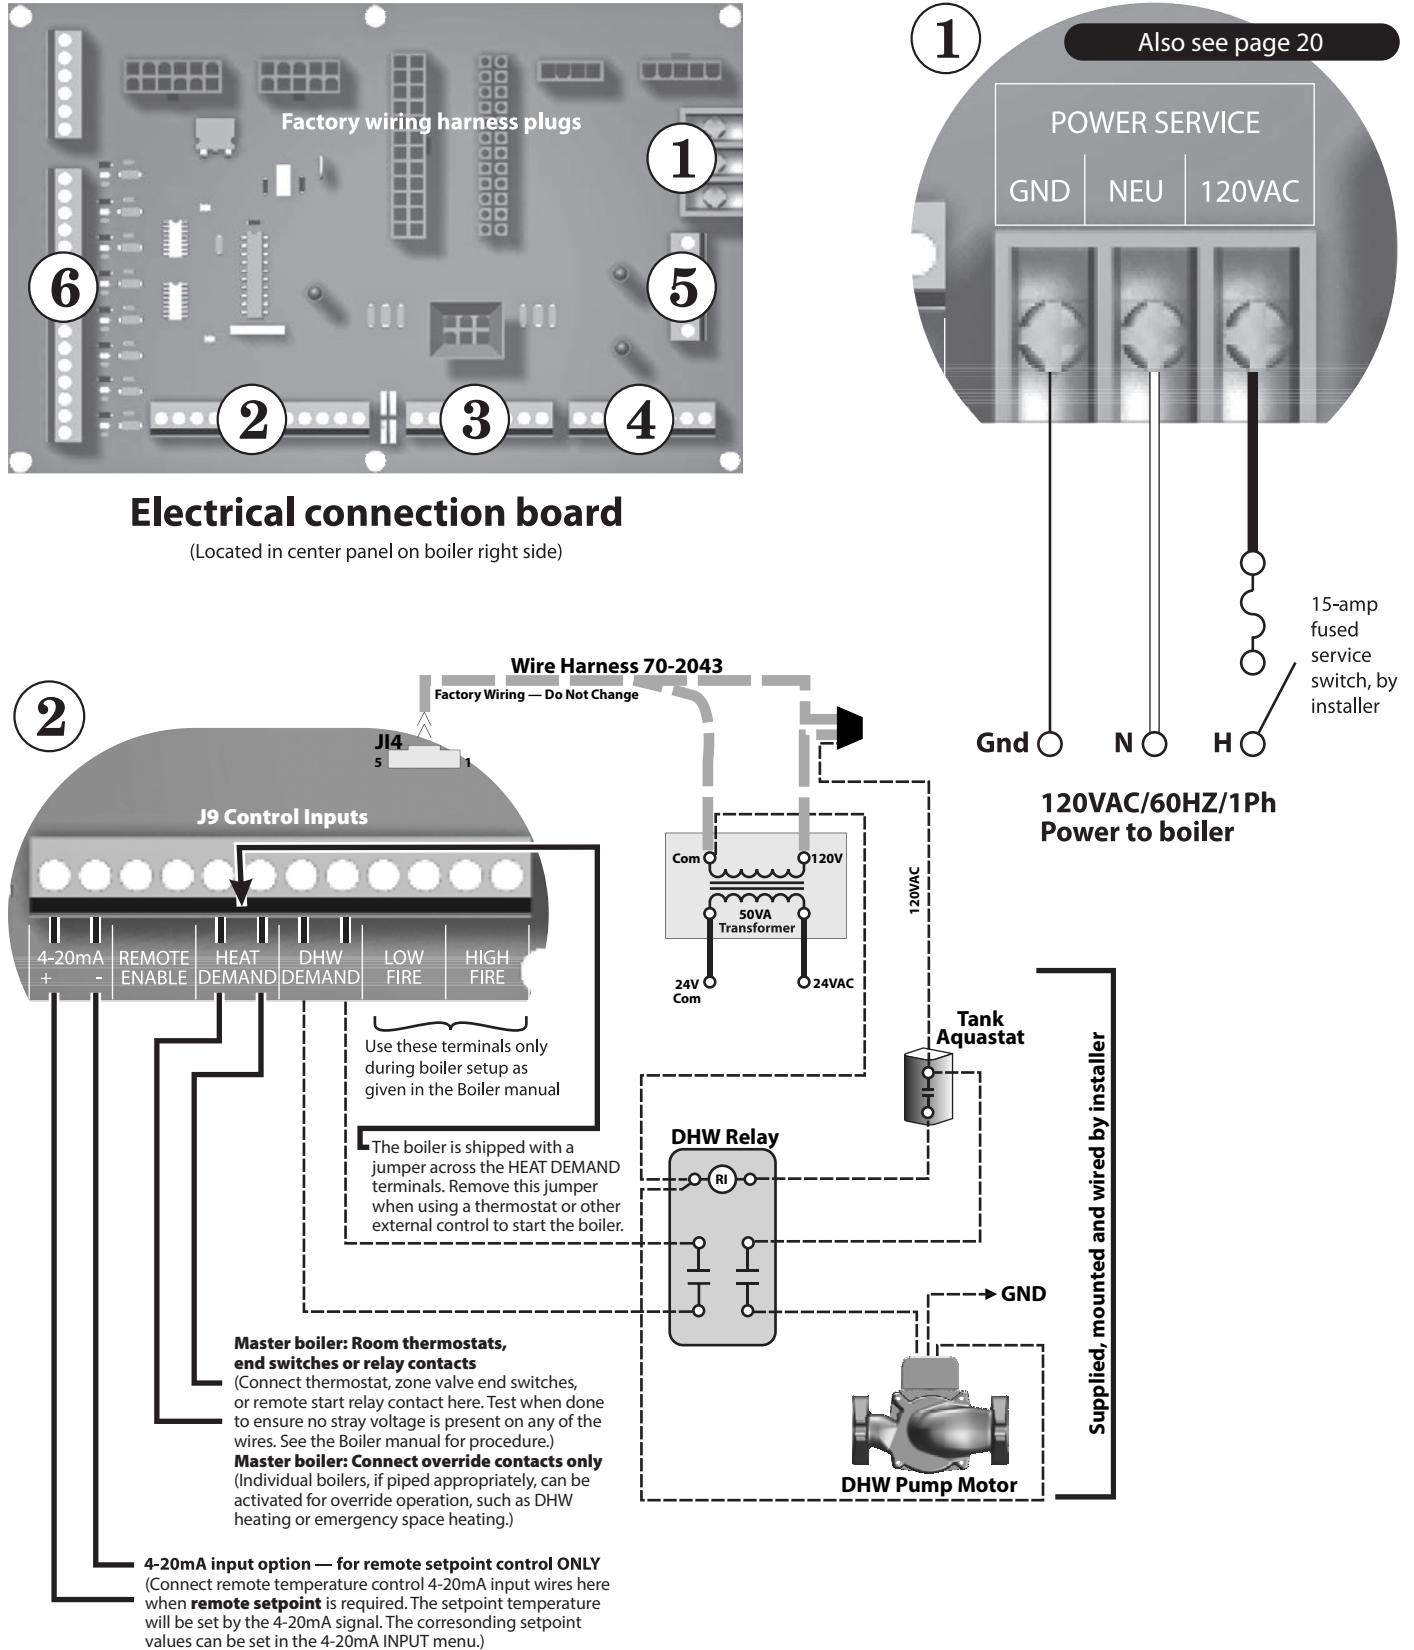 Factory wiring harness plugs
1
6
5
2
3
4
Electrical connection board
(Located in center panel on boiler right side)
1
Also see page 20
POWER SERVICE
GND
NEU
120VAC
15-amp
fused
service
switch, by
installer
Gnd
N
H
120VAC/60HZ/1Ph
Power to boiler
2
Wire Harness 70-2043
Factory Wiring — Do Not Change
JI4
5
1
J9 Control Inputs
4-20mA
+ -
REMOTE
ENABLE
HEAT
DEMAND
DHW
DEMAND
LOW
FIRE
HIGH
FIRE
Com
120V
50VA
Transformer
24V
Com
24VAC
120VAC
Tank
Aquastat
Use these terminals only
during boiler setup as
given in the Boiler manual
The boiler is shipped with a
jumper across the HEAT DEMAND
terminals. Remove this jumper
when using a thermostat or other
external control to start the boiler.
DHW Relay
RI
GND
DHW Pump Motor
Supplied, mounted and wired by installer
Master boiler: Room thermostats,
end switches or relay contacts
(Connect thermostat, zone valve end switches,
or remote start relay contact here. Test when done
to ensure no stray voltage is present on any of the
wires. See the Boiler manual for procedure.)
Master boiler: Connect override contacts only
(Individual boilers, if piped appropriately, can be
activated for override operation, such as DHW
heating or emergency space heating.)
4-20mA input option — for remote setpoint control ONLY
(Connect remote temperature control 4-20mA input wires here
when remote setpoint is required. The setpoint temperature
will be set by the 4-20mA signal. The corresonding setpoint
values can be set in the 4-20mA INPUT menu.)